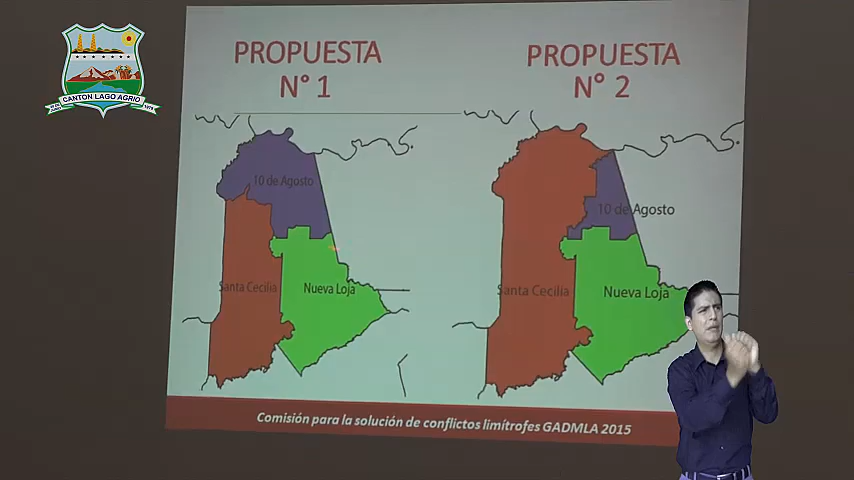 CANTON LAGO AGRIO
1979
PROPUESTA
N° 1
10 de Agosto
Santa Cecilia
Nueva Loja
PROPUESTA
N° 2
10 de Agosto
Santa Cecilia
Nueva Loja
Comisión para la solución de conflictos limítrofes GADMLA 2015